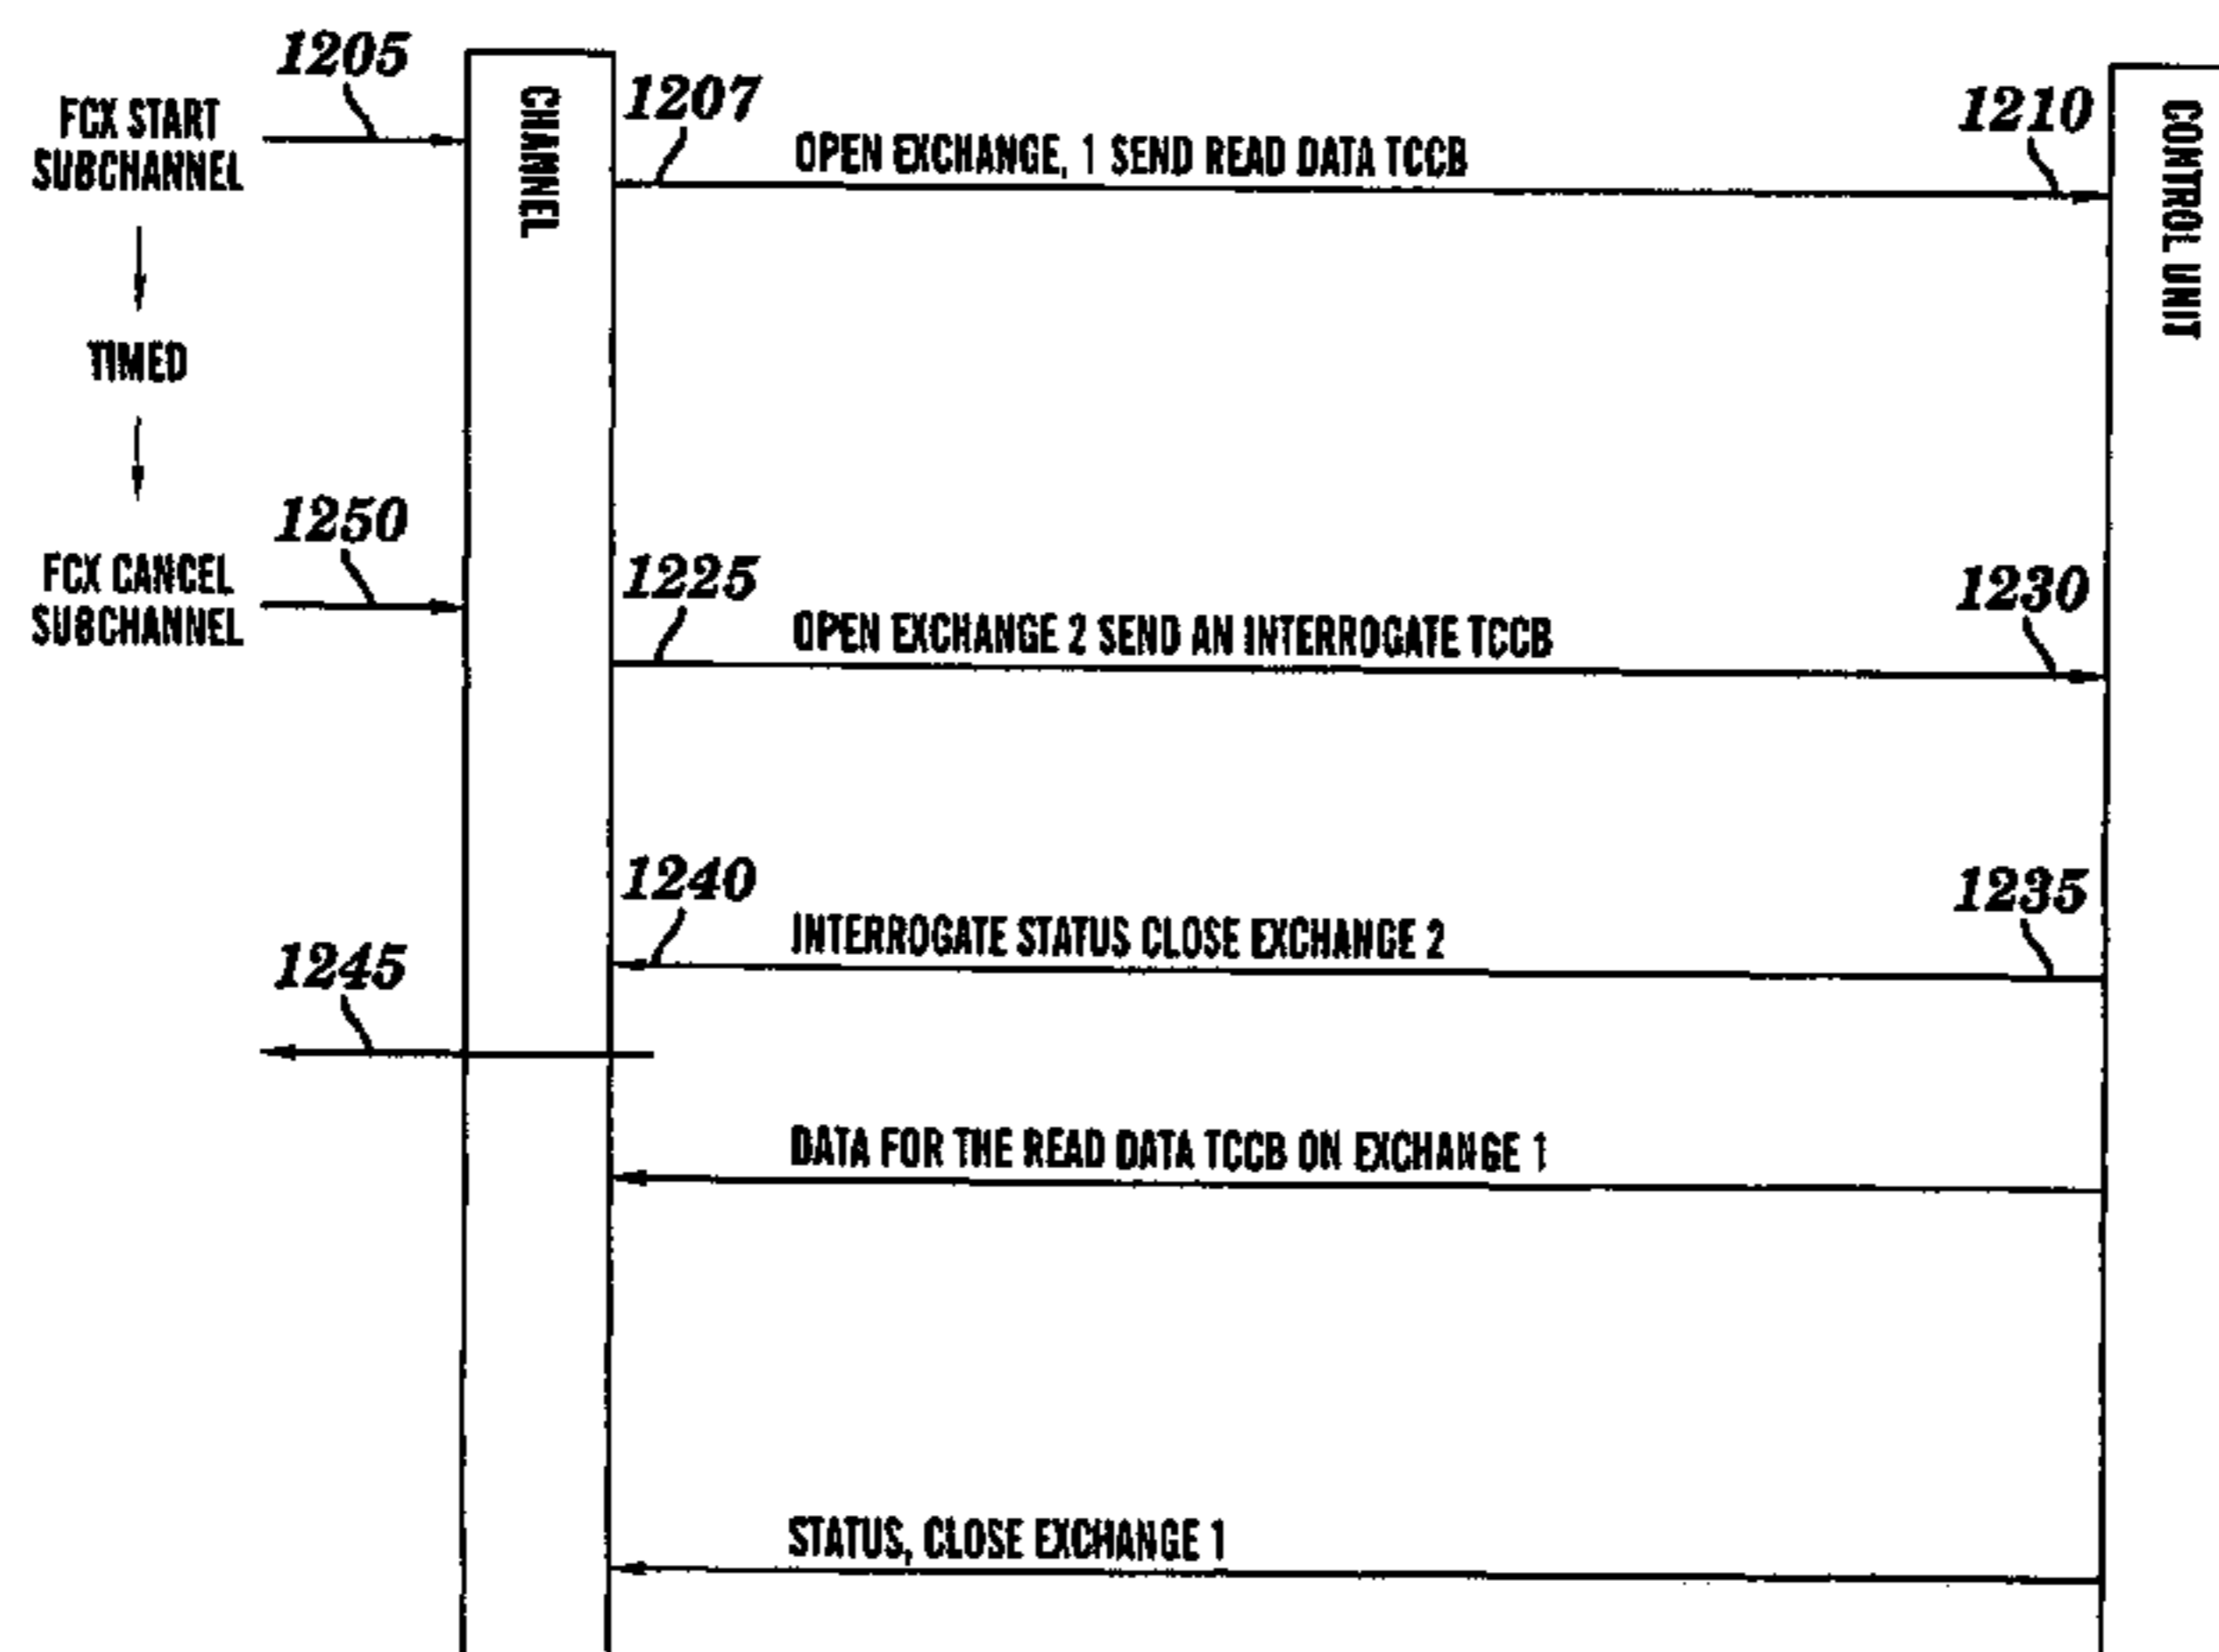 1205
FCX START
SUBCHANNEL
CHANNEL
1207
OPEN EXCHANGE, 1 SEND READ DATA TCCB
1210
CONTROL UNIT
TIMED
1250
FCX CANCEL
SUBCHANNEL
1225
OPEN EXCHANGE 2 SEND AN INTERROGATE TCCB
1230
1240
INTERROGATE STATUS CLOSE EXCHANGE 2
1235
1245
DATA FOR THE READ DATA TCCB ON EXCHANGE 1
STATUS, CLOSE EXCHANGE 1